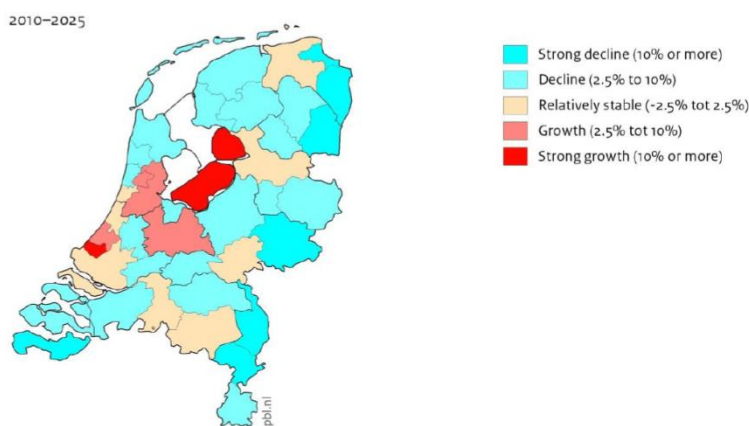 2010–2025
Strong decline (10% or more)
Decline (2.5% to 10%)
Relatively stable (-2.5% tot 2.5%)
Growth (2.5% tot 10%)
Strong growth (10% or more)
pbl.nl